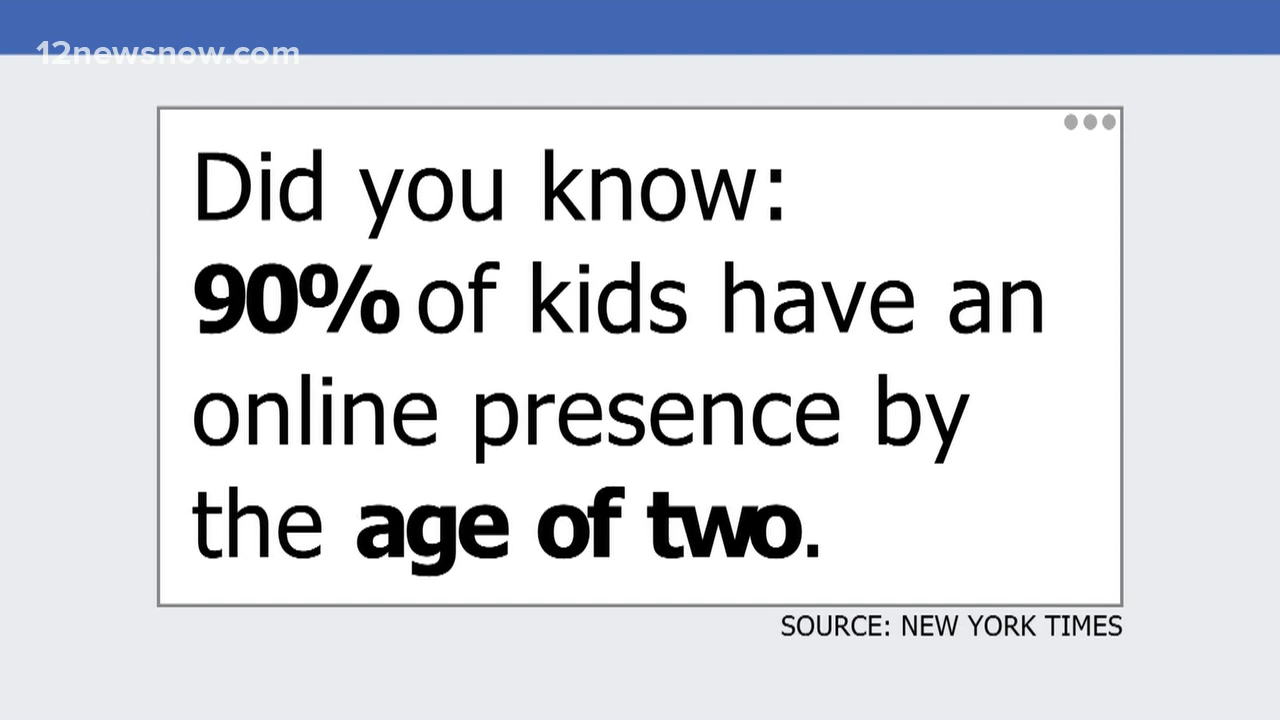 12newsnow.com
Did you know:
90% of kids have an
online presence by
the age of two.
SOURCE: NEW YORK TIMES